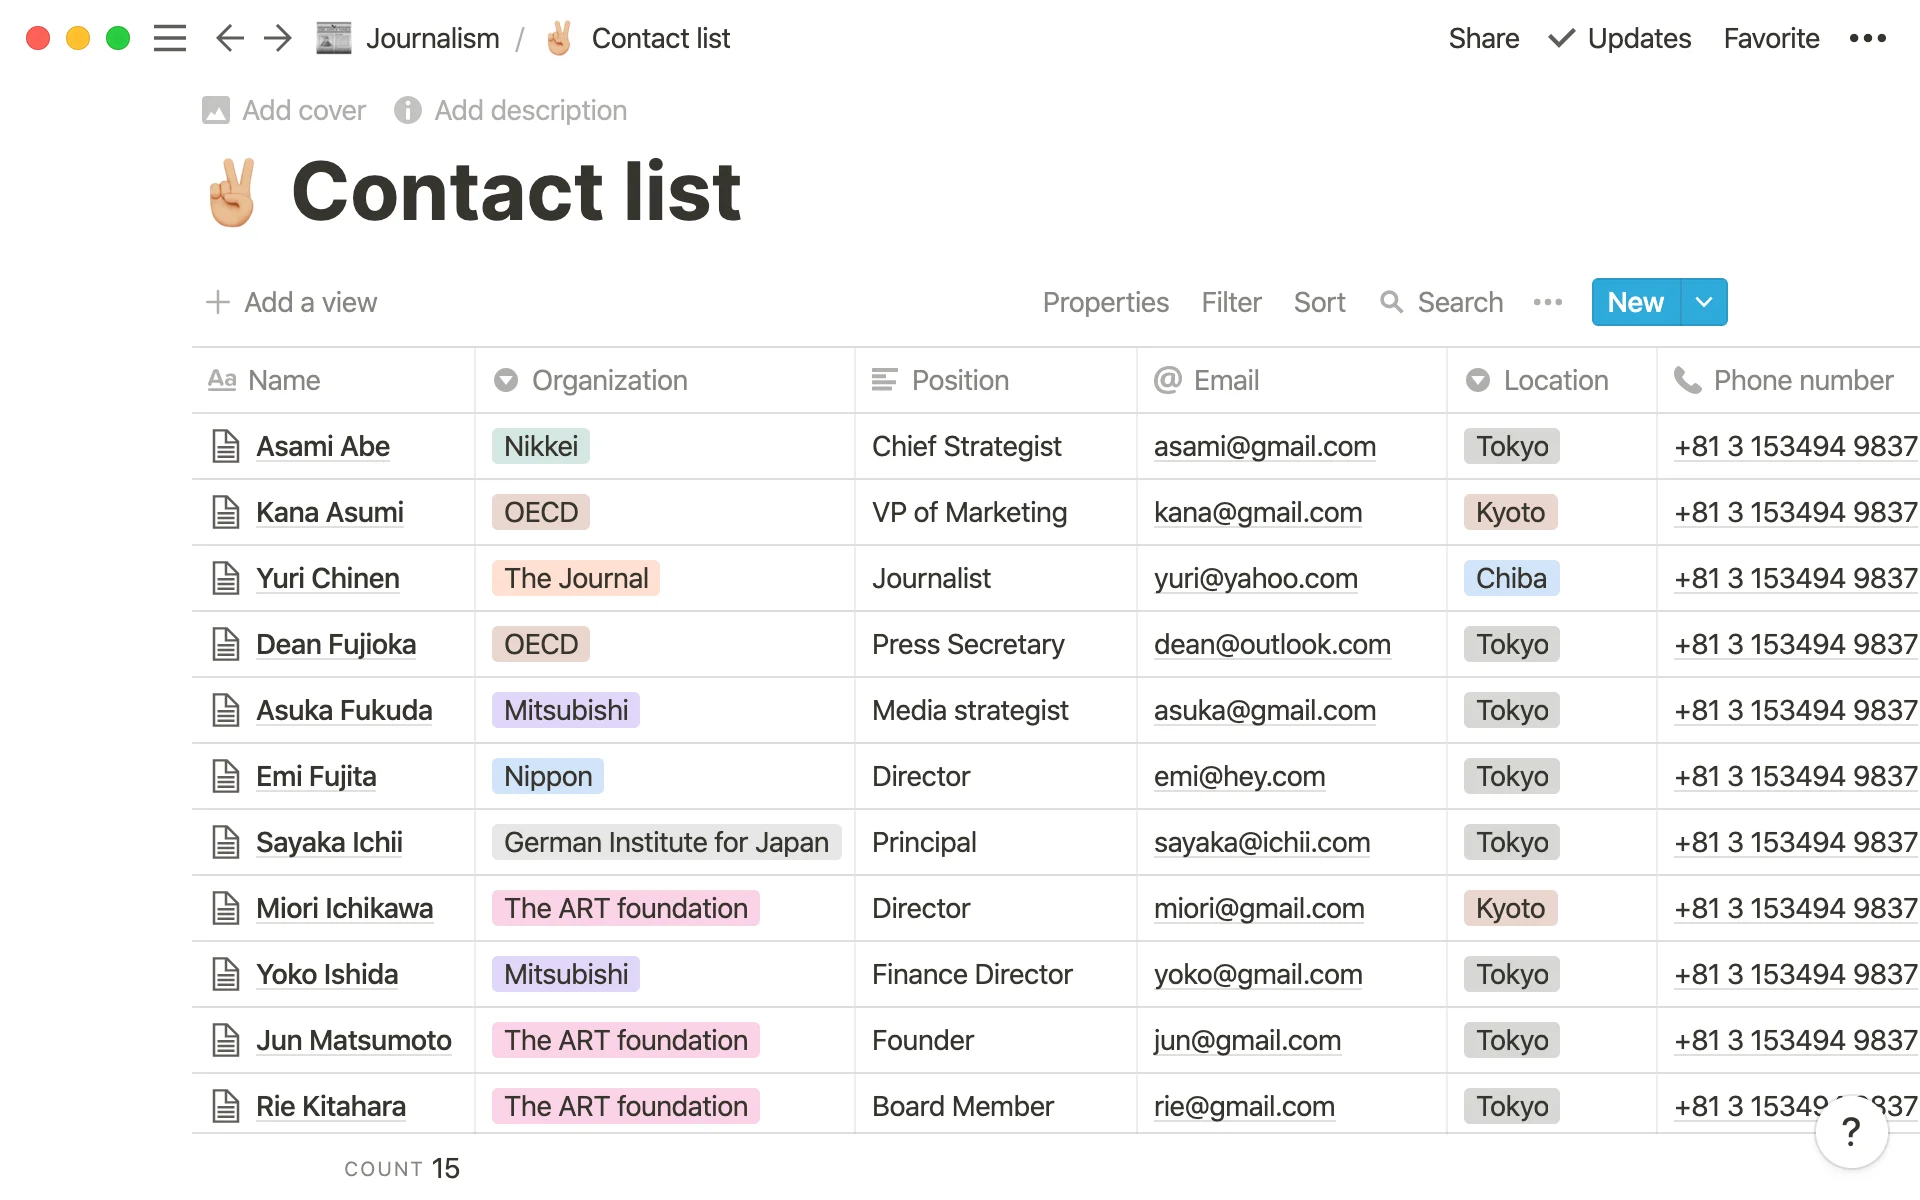 Journalism / Contact list Share Updates Favorite
Add cover Add description
Contact list
Add a view Properties Filter Sort Search New
Aa Name Organization Position @ Email Location Phone number
Asami Abe Nikkei Chief Strategist asami@gmail.com Tokyo +81 3 153494 9837
Kana Asumi OECD VP of Marketing kana@gmail.com Kyoto +81 3 153494 9837
Yuri Chinen The Journal Journalist yuri@yahoo.com Chiba +81 3 153494 9837
Dean Fujioka OECD Press Secretary dean@outlook.com Tokyo +81 3 153494 9837
Asuka Fukuda Mitsubishi Media strategist asuka@gmail.com Tokyo +81 3 153494 9837
Emi Fujita Nippon Director emi@hey.com Tokyo +81 3 153494 9837
Sayaka Ichii German Institute for Japan Principal sayaka@ichii.com Tokyo +81 3 153494 9837
Miori Ichikawa The ART foundation Director miori@gmail.com Kyoto +81 3 153494 9837
Yoko Ishida Mitsubishi Finance Director yoko@gmail.com Tokyo +81 3 153494 9837
Jun Matsumoto The ART foundation Founder jun@gmail.com Tokyo +81 3 153494 9837
Rie Kitahara The ART foundation Board Member rie@gmail.com Tokyo +81 3
?
COUNT 15